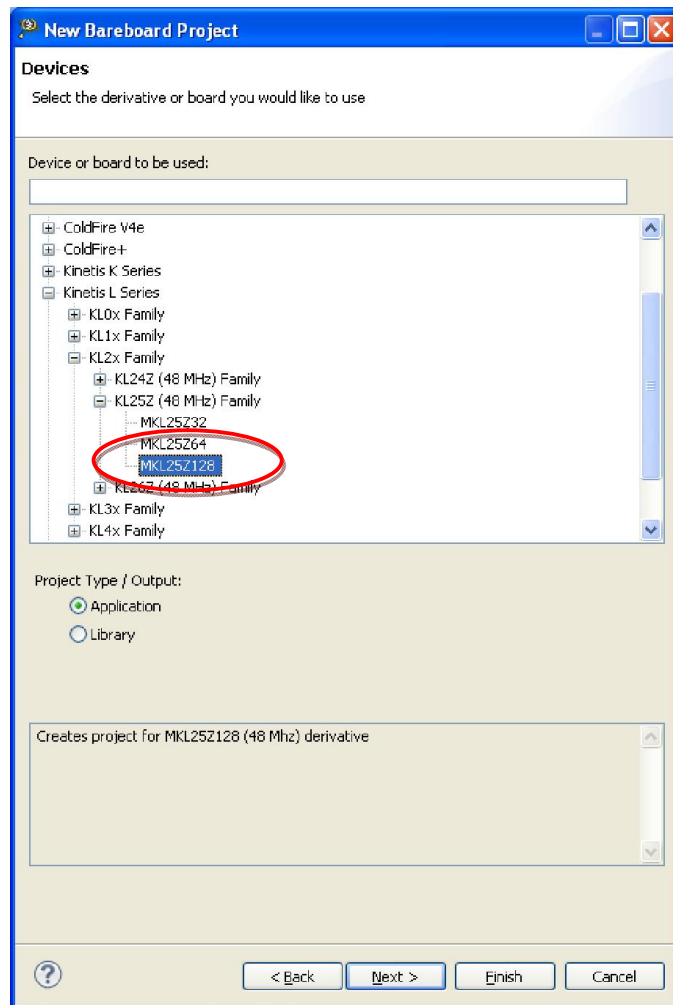 New Bareboard Project
Devices
Select the derivative or board you would like to use
Device or board to be used:
ColdFire V4e
ColdFire+
Kinetis K Series
Kinetis L Series
KL0x Family
KL1x Family
KL2x Family
KL24Z (48 MHz) Family
KL25Z (48 MHz) Family
MKL25Z32
MKL25Z64
MKL25Z128
KL26Z (48 MHz) Family
KL3x Family
KL4x Family
Project Type / Output:
Application
Library
Creates project for MKL25Z128 (48 Mhz) derivative
? < Back Next > Finish Cancel